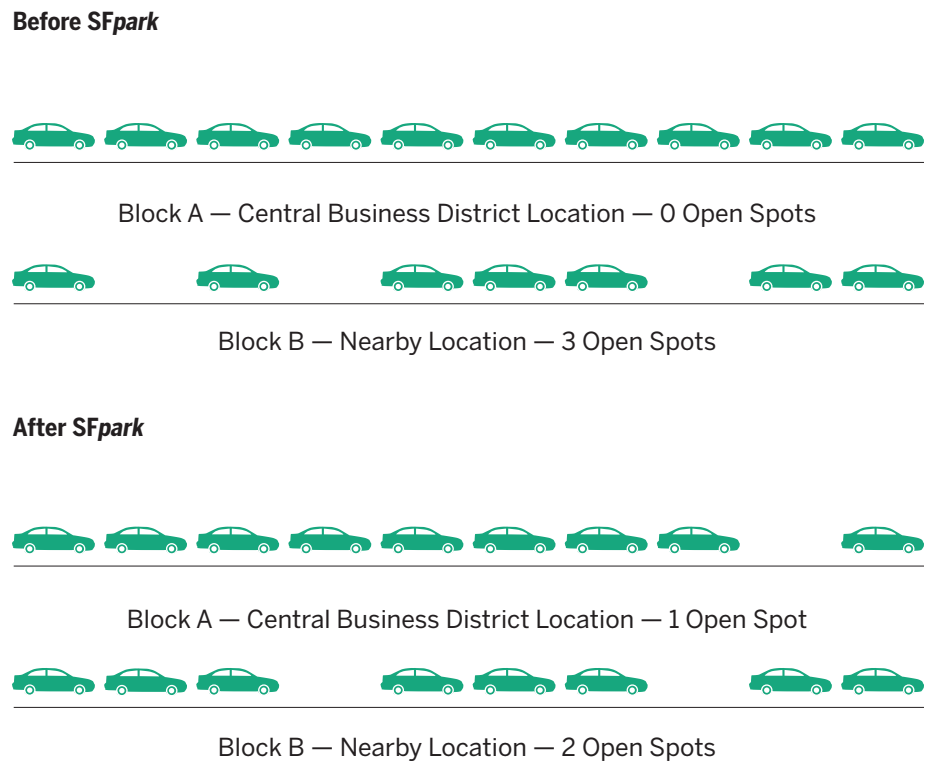 Before SFpark
Block A — Central Business District Location — 0 Open Spots
Block B — Nearby Location — 3 Open Spots
After SFpark
Block A — Central Business District Location — 1 Open Spot
Block B — Nearby Location — 2 Open Spots